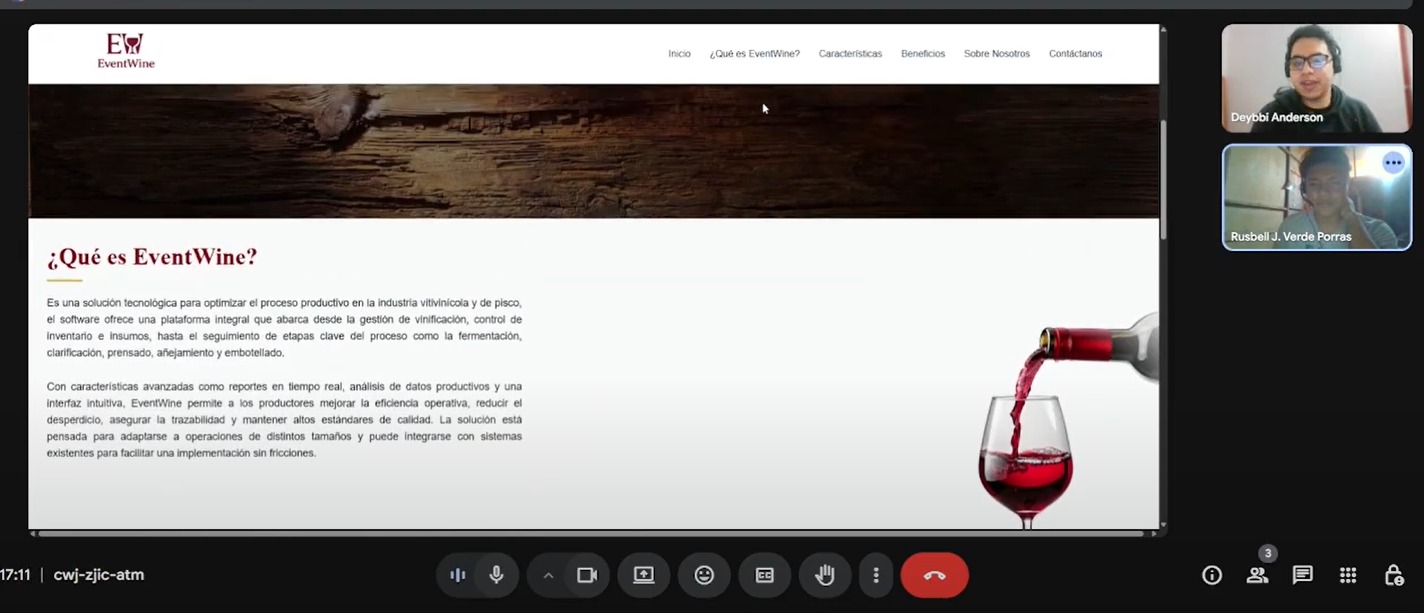 EW
EventWine
Inicio ¿Qué es EventWine? Características Beneficios Sobre Nosotros Contáctanos
Deybbi Anderson
Rusbell J. Verde Porras
¿Qué es EventWine?
Es una solución tecnológica para optimizar el proceso productivo en la industria vitivinícola y de pisco,
el software ofrece una plataforma integral que abarca desde la gestión de vinificación, control de
inventario e insumos, hasta el seguimiento de etapas clave del proceso como la fermentación,
clarificación, prensado, añejamiento y embotellado.
Con características avanzadas como reportes en tiempo real, análisis de datos productivos y una
interfaz intuitiva, EventWine permite a los productores mejorar la eficiencia operativa, reducir el
desperdicio, asegurar la trazabilidad y mantener altos estándares de calidad. La solución está
pensada para adaptarse a operaciones de distintos tamaños y puede integrarse con sistemas
existentes para facilitar una implementación sin fricciones.
17:11 | cwj-zjic-atm
3